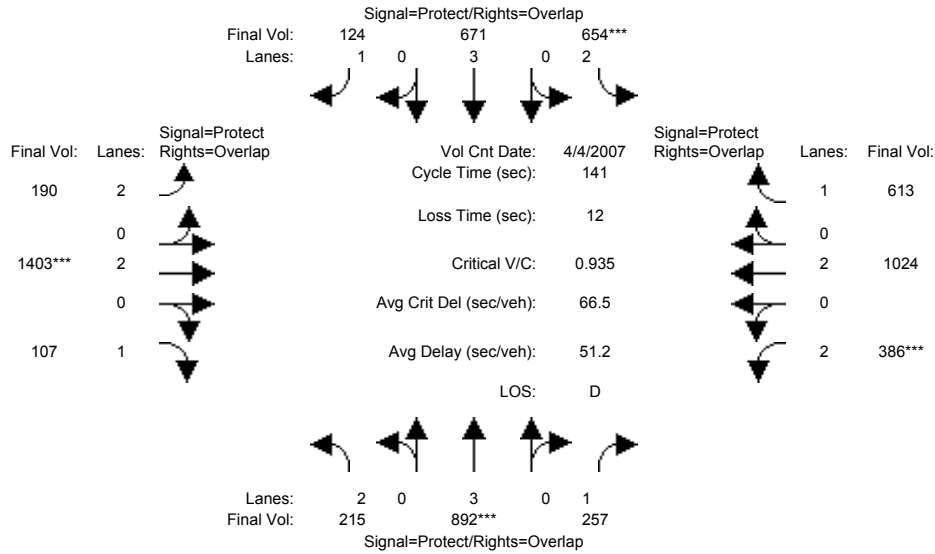 Signal=Protect/Rights=Overlap
Final Vol: 124 671 654***
Lanes: 1 0 3 0 2
Signal=Protect
Final Vol: Lanes: Rights=Overlap
Vol Cnt Date: 4/4/2007
Signal=Protect
Rights=Overlap Lanes: Final Vol:
Cycle Time (sec): 141
190 2
1 613
Loss Time (sec): 12
0
0
1403*** 2
Critical V/C: 0.935
2 1024
0
Avg Crit Del (sec/veh): 66.5
0
107 1
Avg Delay (sec/veh): 51.2
2 386***
LOS: D
Lanes: 2 0 3 0 1
Final Vol: 215 892*** 257
Signal=Protect/Rights=Overlap